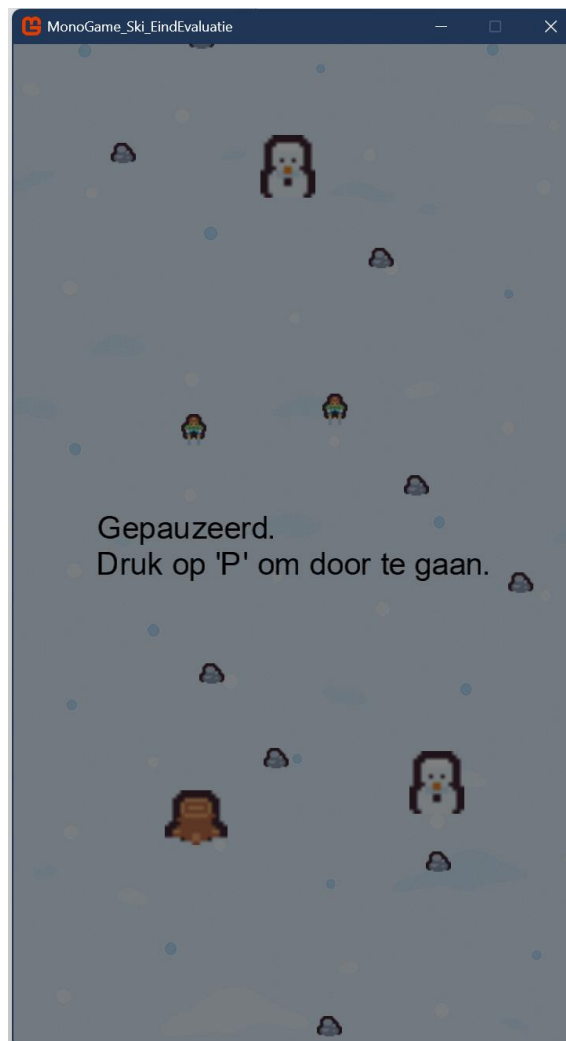 MonoGame_Ski_EindEvaluatie
Gepauzeerd.
Druk op 'P' om door te gaan.